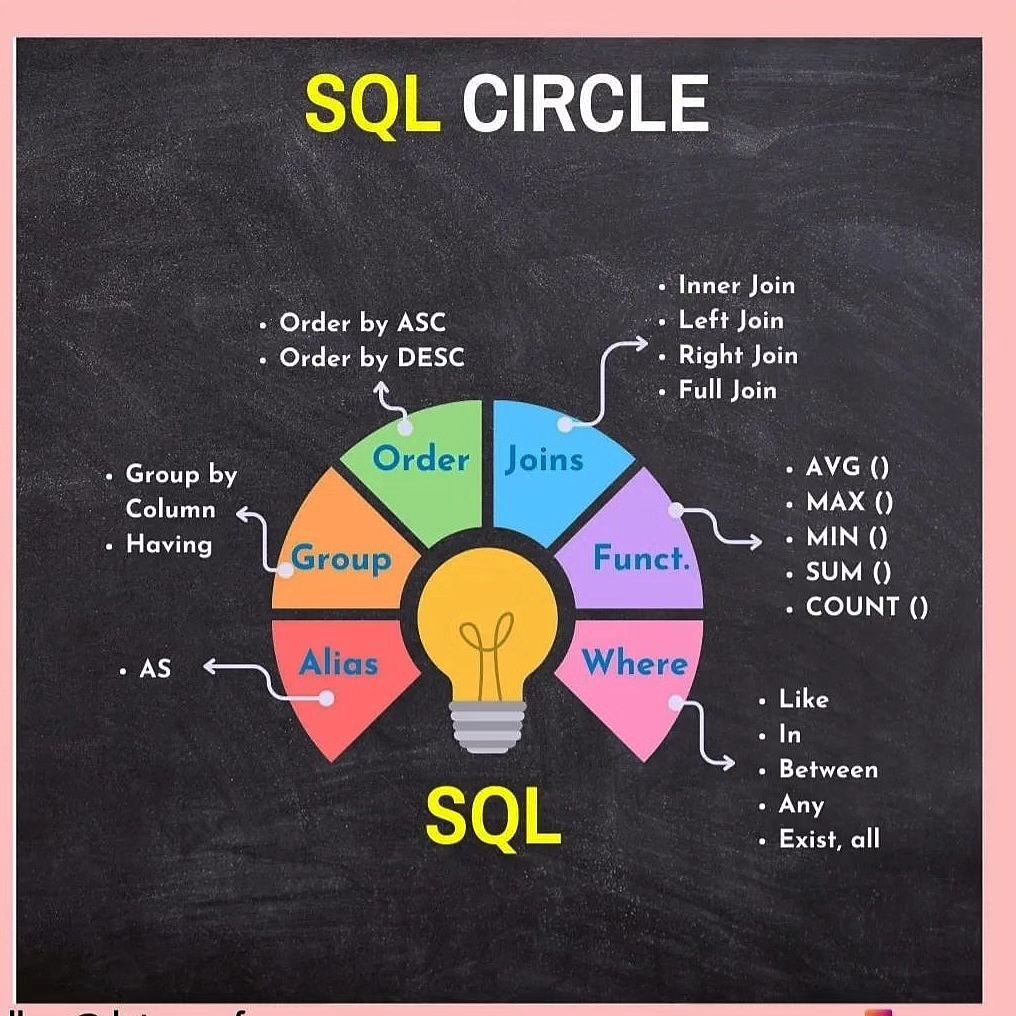 SQL CIRCLE
• Inner Join
• Left Join
• Right Join
• Full Join
• Order by ASC
• Order by DESC
Order
Joins
• Group by
Column
• Having
• AVG ()
• MAX ()
• MIN ()
• SUM ()
• COUNT ()
Group
Funct.
• AS
Alias
Where
• Like
• In
• Between
• Any
• Exist, all
SQL